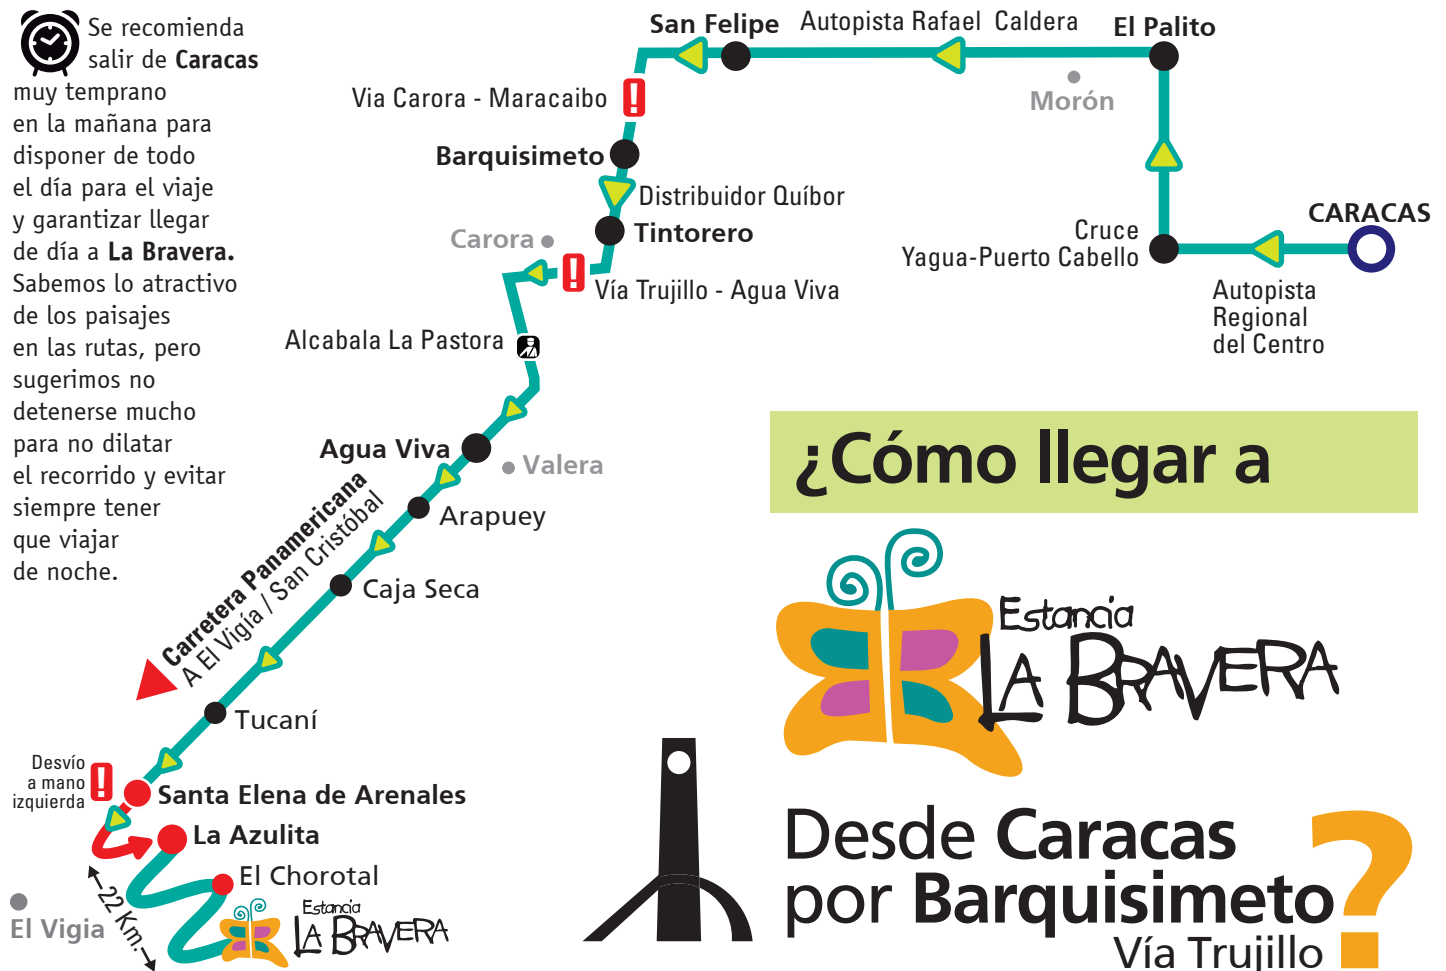 Se recomienda
salir de Caracas
muy temprano
en la mañana para
disponer de todo
el día para el viaje
y garantizar llegar
de día a La Bravera.
Sabemos lo atractivo
de los paisajes
en las rutas, pero
sugerimos no
detenerse mucho
para no dilatar
el recorrido y evitar
siempre tener
que viajar
de noche.
San Felipe
Autopista Rafael Caldera
El Palito
Morón
Via Carora - Maracaibo
Barquisimeto
Distribuidor Quíbor
CARACAS
Cruce
Yagua-Puerto Cabello
Carora
Tintorero
Autopista
Regional
del Centro
Vía Trujillo - Agua Viva
Alcabala La Pastora
Agua Viva
Valera
Arapuey
Carretera Panamericana
A El Vigía / San Cristóbal
Caja Seca
Tucaní
Desvío
a mano
izquierda
Santa Elena de Arenales
La Azulita
El Chorotal
22 Km.
El Vigia
Estancia
LA BRAVERA
¿Cómo llegar a
Estancia
LA BRAVERA
Desde Caracas
por Barquisimeto
Vía Trujillo
?